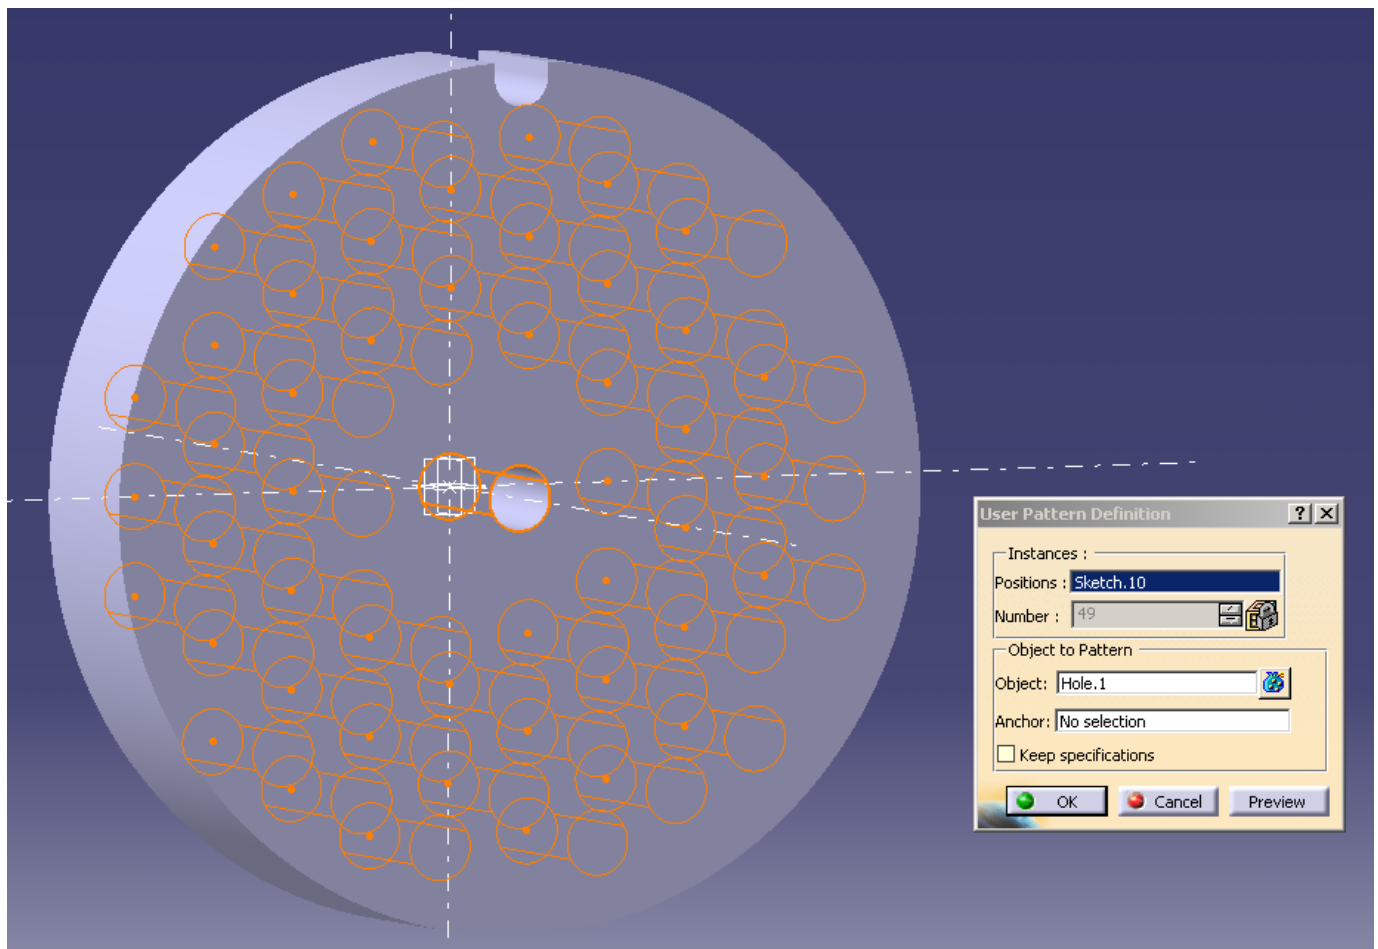 User Pattern Definition
Instances :
Positions : Sketch.10
Number : 49
Object to Pattern
Object: Hole.1
Anchor: No selection
Keep specifications
OK Cancel Preview